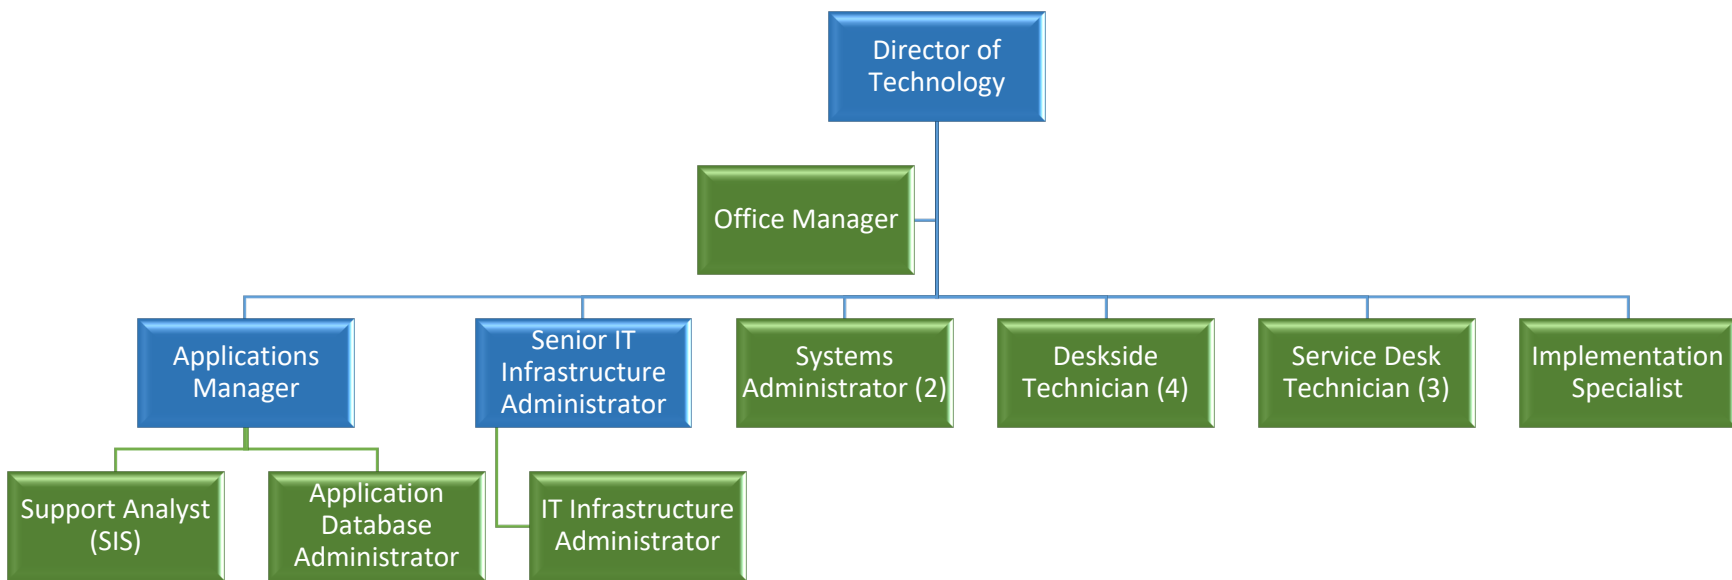 Director of
Technology
Office Manager
Applications
Manager
Senior IT
Infrastructure
Administrator
Systems
Administrator (2)
Deskside
Technician (4)
Service Desk
Technician (3)
Implementation
Specialist
Support Analyst
(SIS)
Application
Database
Administrator
IT Infrastructure
Administrator